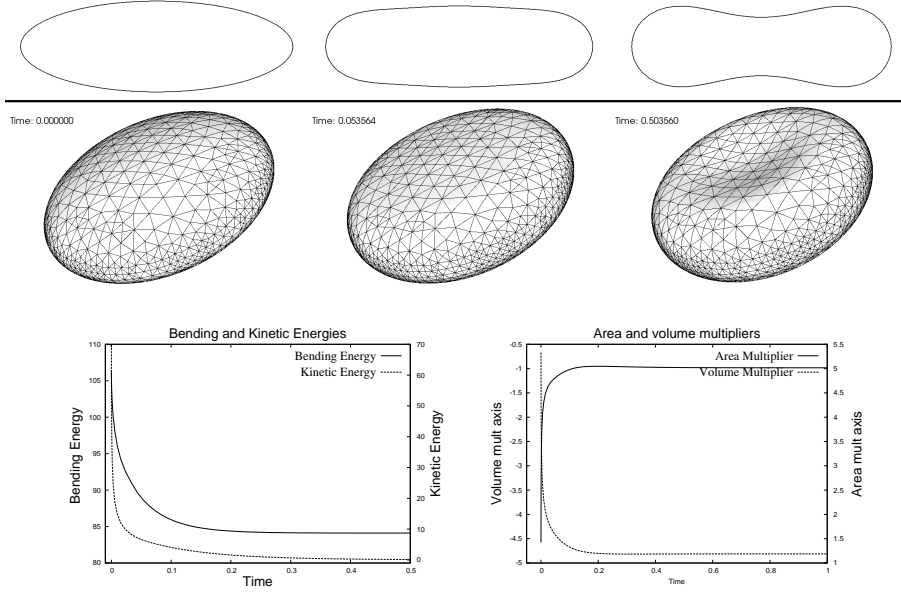 Time: 0.000000
Time: 0.053564
Time: 0.503560
Bending and Kinetic Energies
Bending Energy
Kinetic Energy
110
105
100
95
90
85
80
70
60
50
40
30
20
10
0
0 0.1 0.2 0.3 0.4 0.5
Bending Energy
Kinetic Energy
Time
Area and volume multipliers
Area Multiplier
Volume Multiplier
-0.5
-1
-1.5
-2
-2.5
-3
-3.5
-4
-4.5
-5
5.5
5
4.5
4
3.5
3
2.5
2
1.5
1
0 0.2 0.4 0.6 0.8 1
Volume mult axtis
Area mult axis
Time